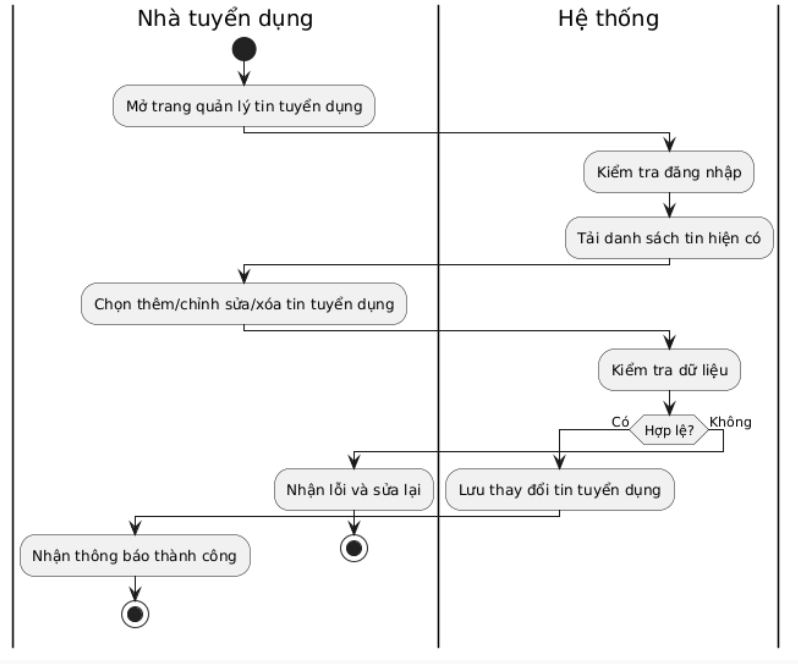 Nhà tuyển dụng
Hệ thống
Mở trang quản lý tin tuyển dụng
Kiểm tra đăng nhập
Tải danh sách tin hiện có
Chọn thêm/chỉnh sửa/xóa tin tuyển dụng
Kiểm tra dữ liệu
Có
Hợp lệ?
Không
Nhận lỗi và sửa lại
Lưu thay đổi tin tuyển dụng
Nhận thông báo thành công